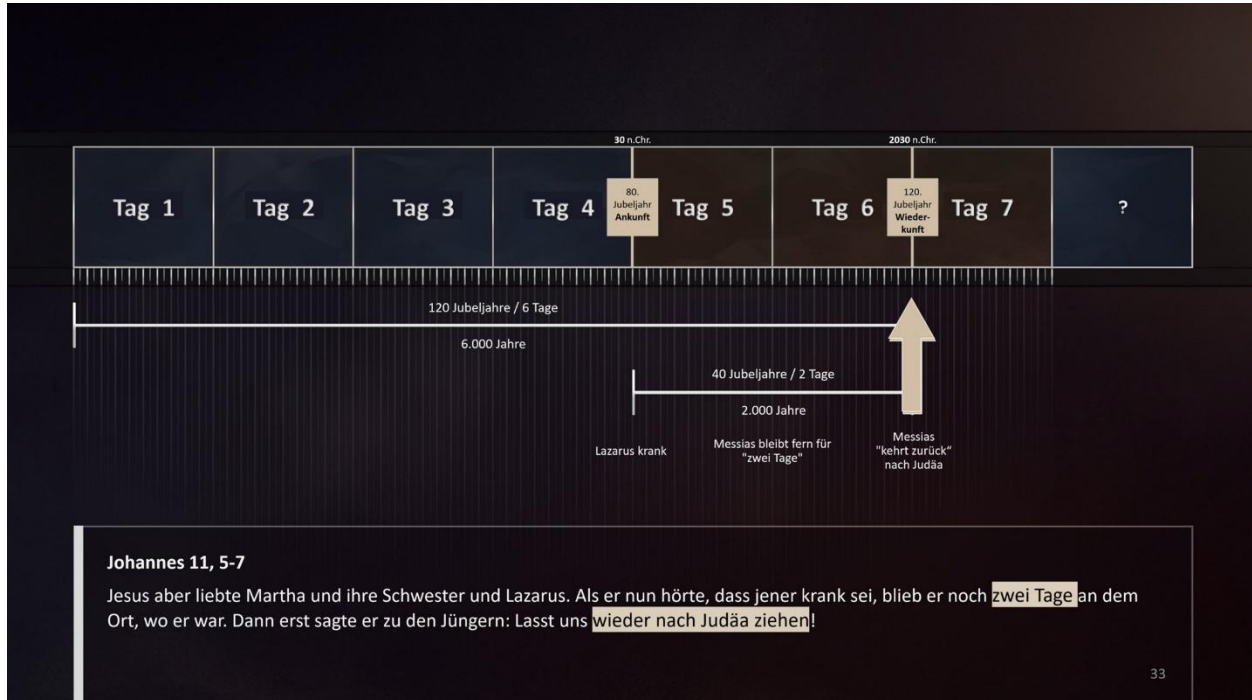 30 n.Chr.
2030 n.Chr.
Tag 1
Tag 2
Tag 3
Tag 4
80.
Jubeljahr
Ankunft
Tag 5
Tag 6
120.
Jubeljahr
Wieder-
kunft
Tag 7
?
120 Jubeljahre / 6 Tage
6.000 Jahre
40 Jubeljahre / 2 Tage
2.000 Jahre
Lazarus krank
Messias bleibt fern für
"zwei Tage"
Messias
"kehrt zurück“
nach Judäa
Johannes 11, 5-7
Jesus aber liebte Martha und ihre Schwester und Lazarus. Als er nun hörte, dass jener krank sei, blieb er noch zwei Tage an dem
Ort, wo er war. Dann erst sagte er zu den Jüngern: Lasst uns wieder nach Judäa ziehen!
33